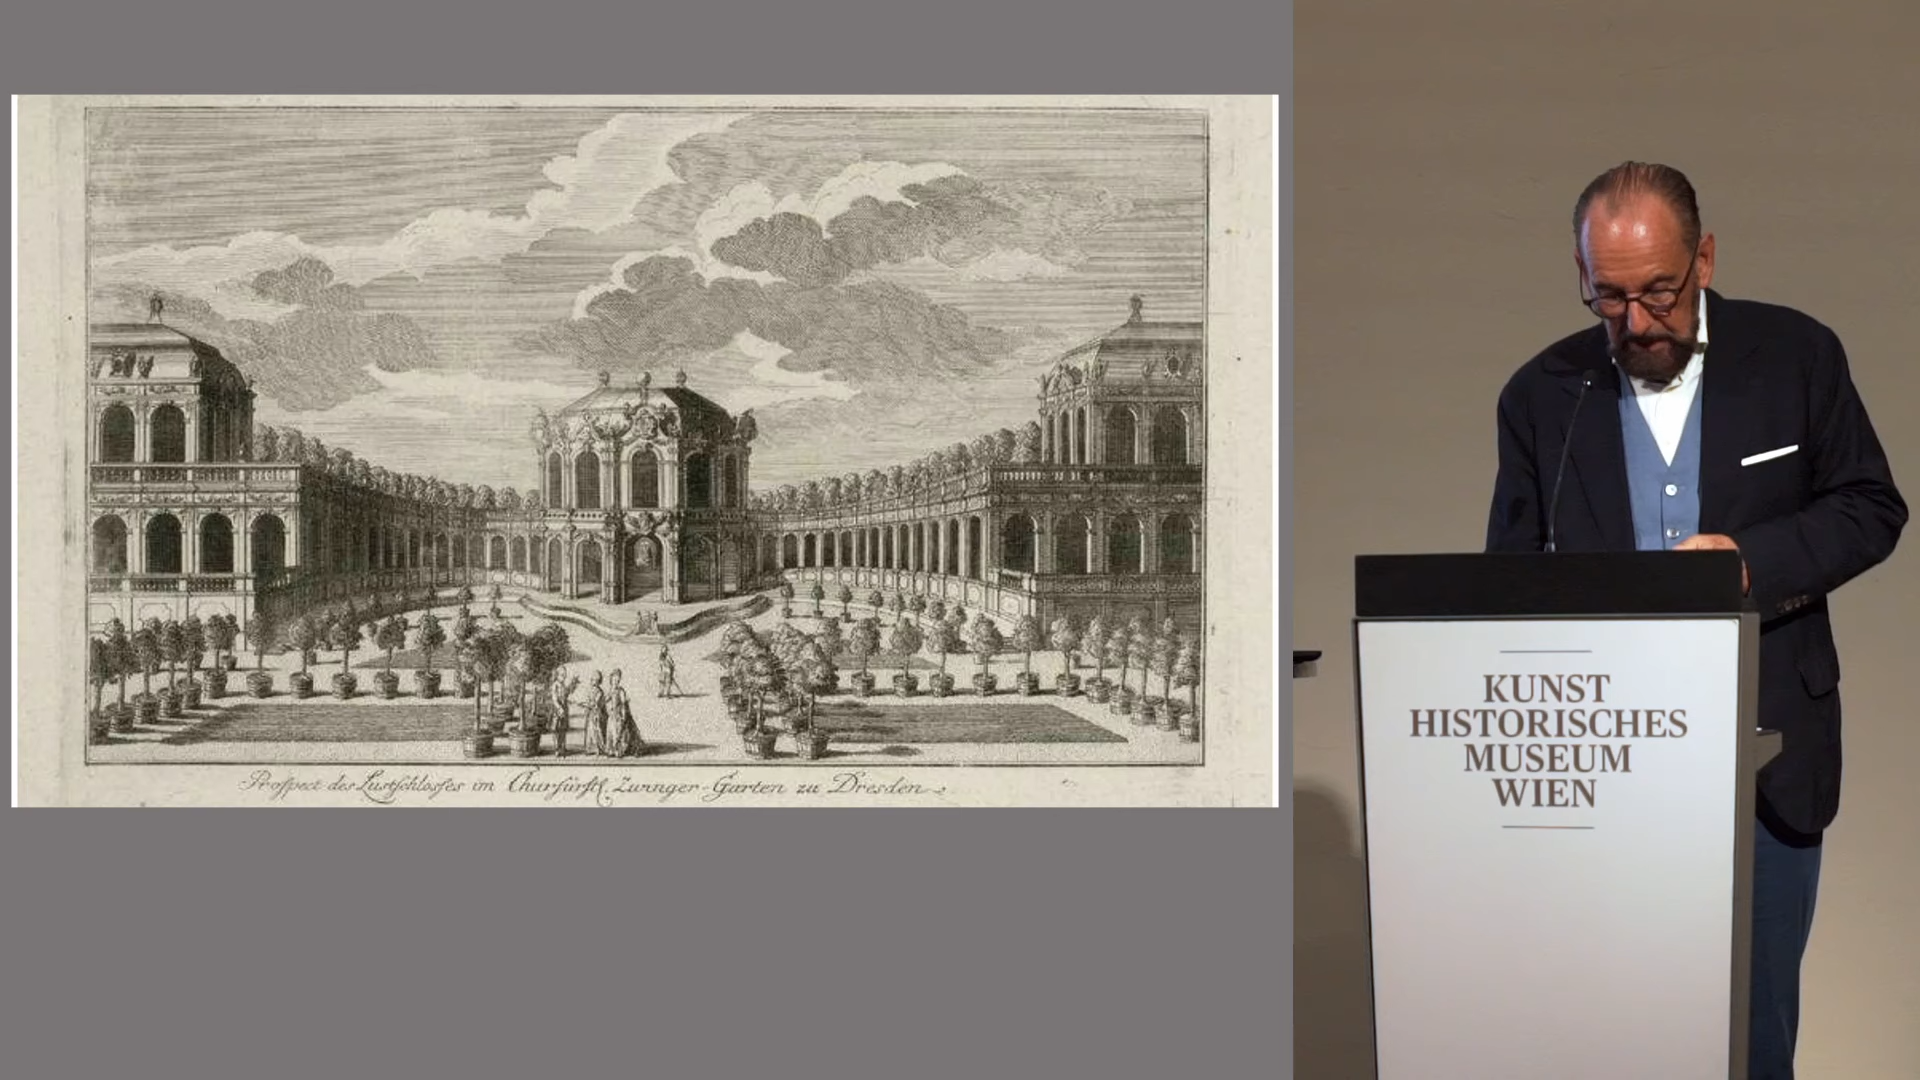 Prospect des Lustschlosses im Churfürstl. Zwinger-Garten zu Dresden.
KUNST
HISTORISCHES
MUSEUM
WIEN